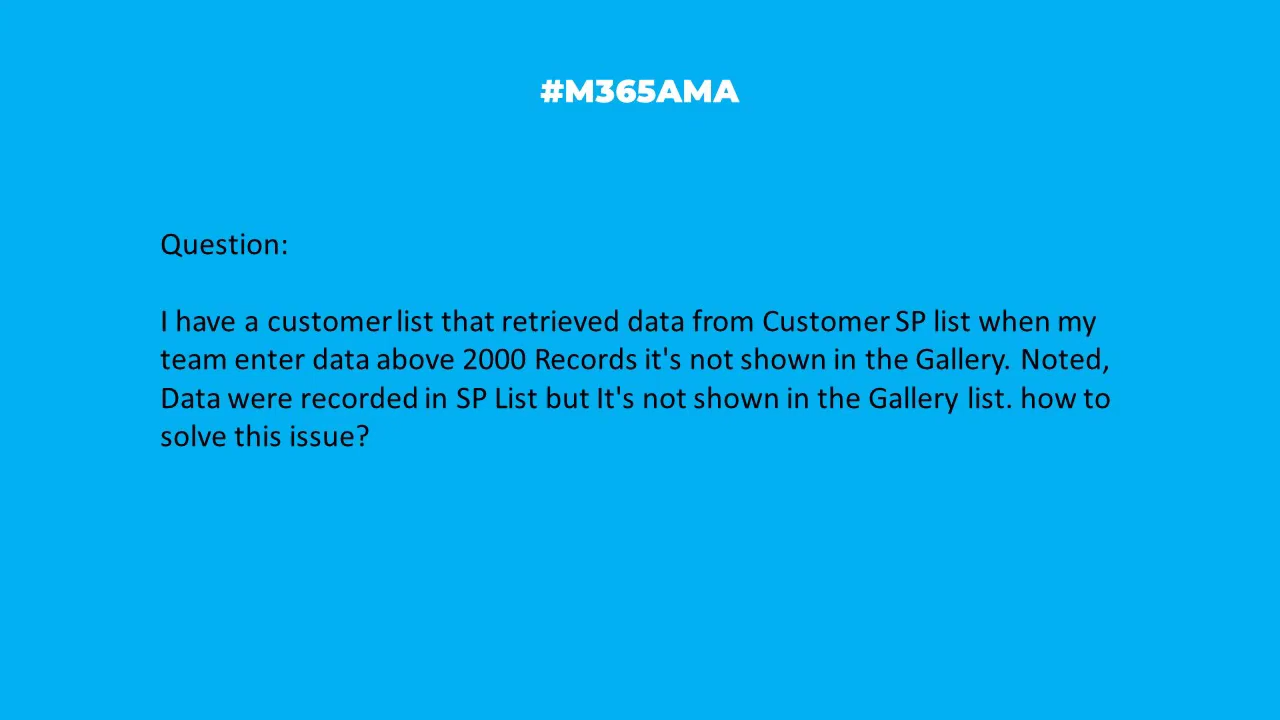 #M365AMA
Question:
I have a customer list that retrieved data from Customer SP list when my
team enter data above 2000 Records it's not shown in the Gallery. Noted,
Data were recorded in SP List but It's not shown in the Gallery list. how to
solve this issue?